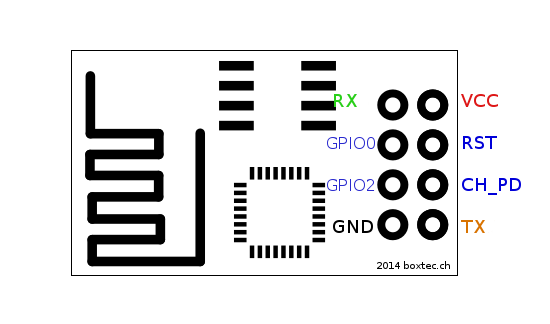 RX VCC
GPIO0 RST
GPIO2 CH_PD
GND TX
2014 boxtec.ch